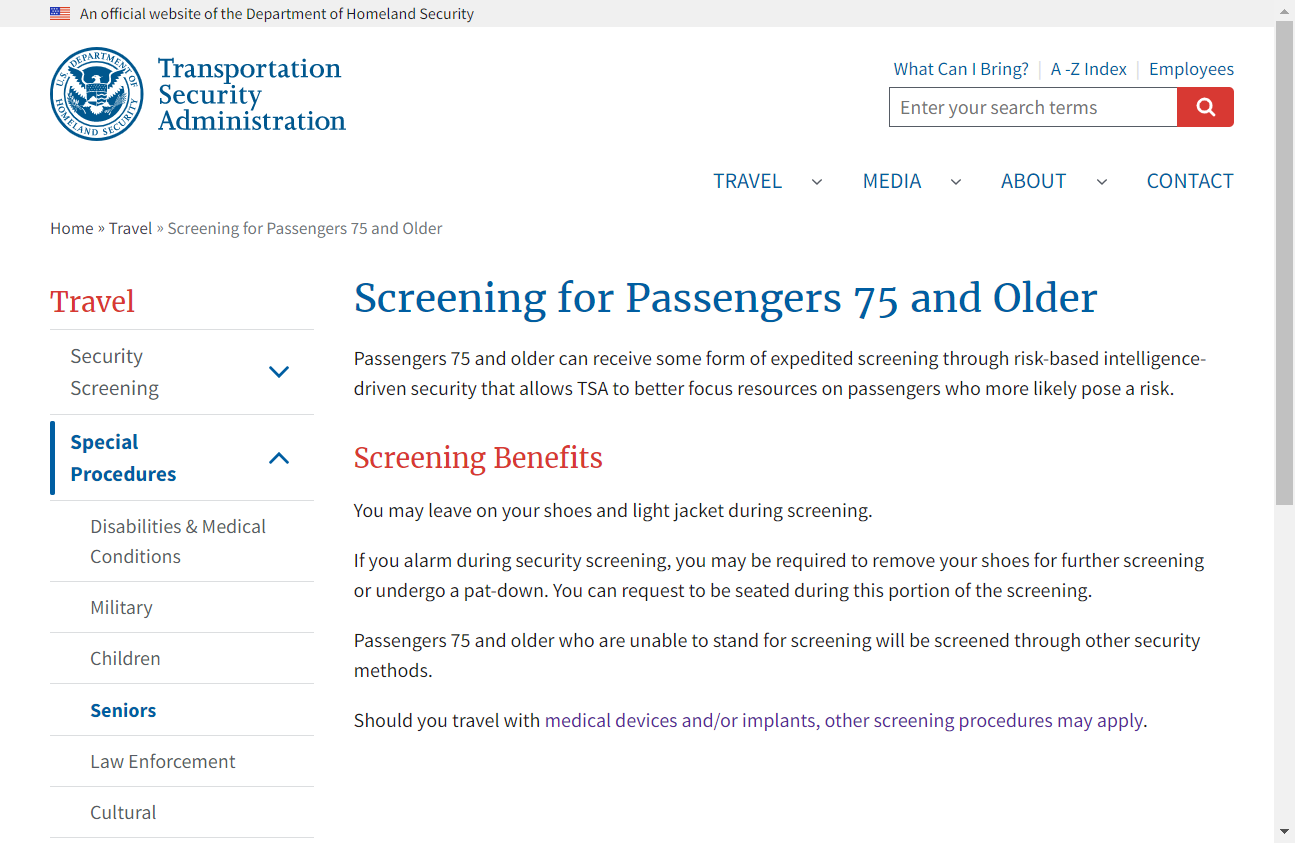 An official website of the Department of Homeland Security
U.S. DEPARTMENT OF
HOMELAND SECURITY
Transportation
Security
Administration
What Can I Bring?
A -Z Index
Employees
Enter your search terms
TRAVEL
MEDIA
ABOUT
CONTACT
Home » Travel » Screening for Passengers 75 and Older
Travel
Security
Screening
Special
Procedures
Disabilities & Medical
Conditions
Military
Children
Seniors
Law Enforcement
Cultural
Screening for Passengers 75 and Older
Passengers 75 and older can receive some form of expedited screening through risk-based intelligence-
driven security that allows TSA to better focus resources on passengers who more likely pose a risk.
Screening Benefits
You may leave on your shoes and light jacket during screening.
If you alarm during security screening, you may be required to remove your shoes for further screening
or undergo a pat-down. You can request to be seated during this portion of the screening.
Passengers 75 and older who are unable to stand for screening will be screened through other security
methods.
Should you travel with medical devices and/or implants, other screening procedures may apply.